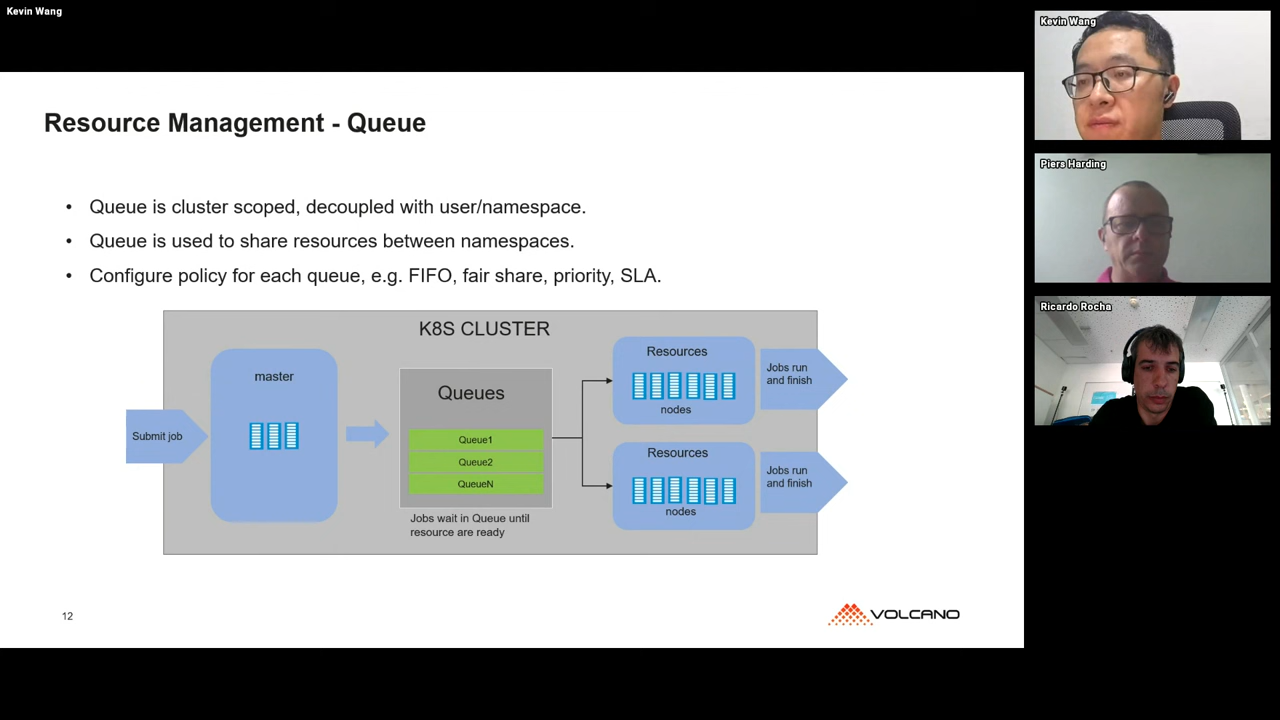 Kevin Wang
Kevin Wang
Piers Harding
Ricardo Rocha
Resource Management - Queue
• Queue is cluster scoped, decoupled with user/namespace.
• Queue is used to share resources between namespaces.
• Configure policy for each queue, e.g. FIFO, fair share, priority, SLA.
K8S CLUSTER
Submit job
master
Queues
Queue1
Queue2
QueueN
Jobs wait in Queue until
resource are ready
Resources
nodes
Jobs run
and finish
Resources
nodes
Jobs run
and finish
12
VOLCANO